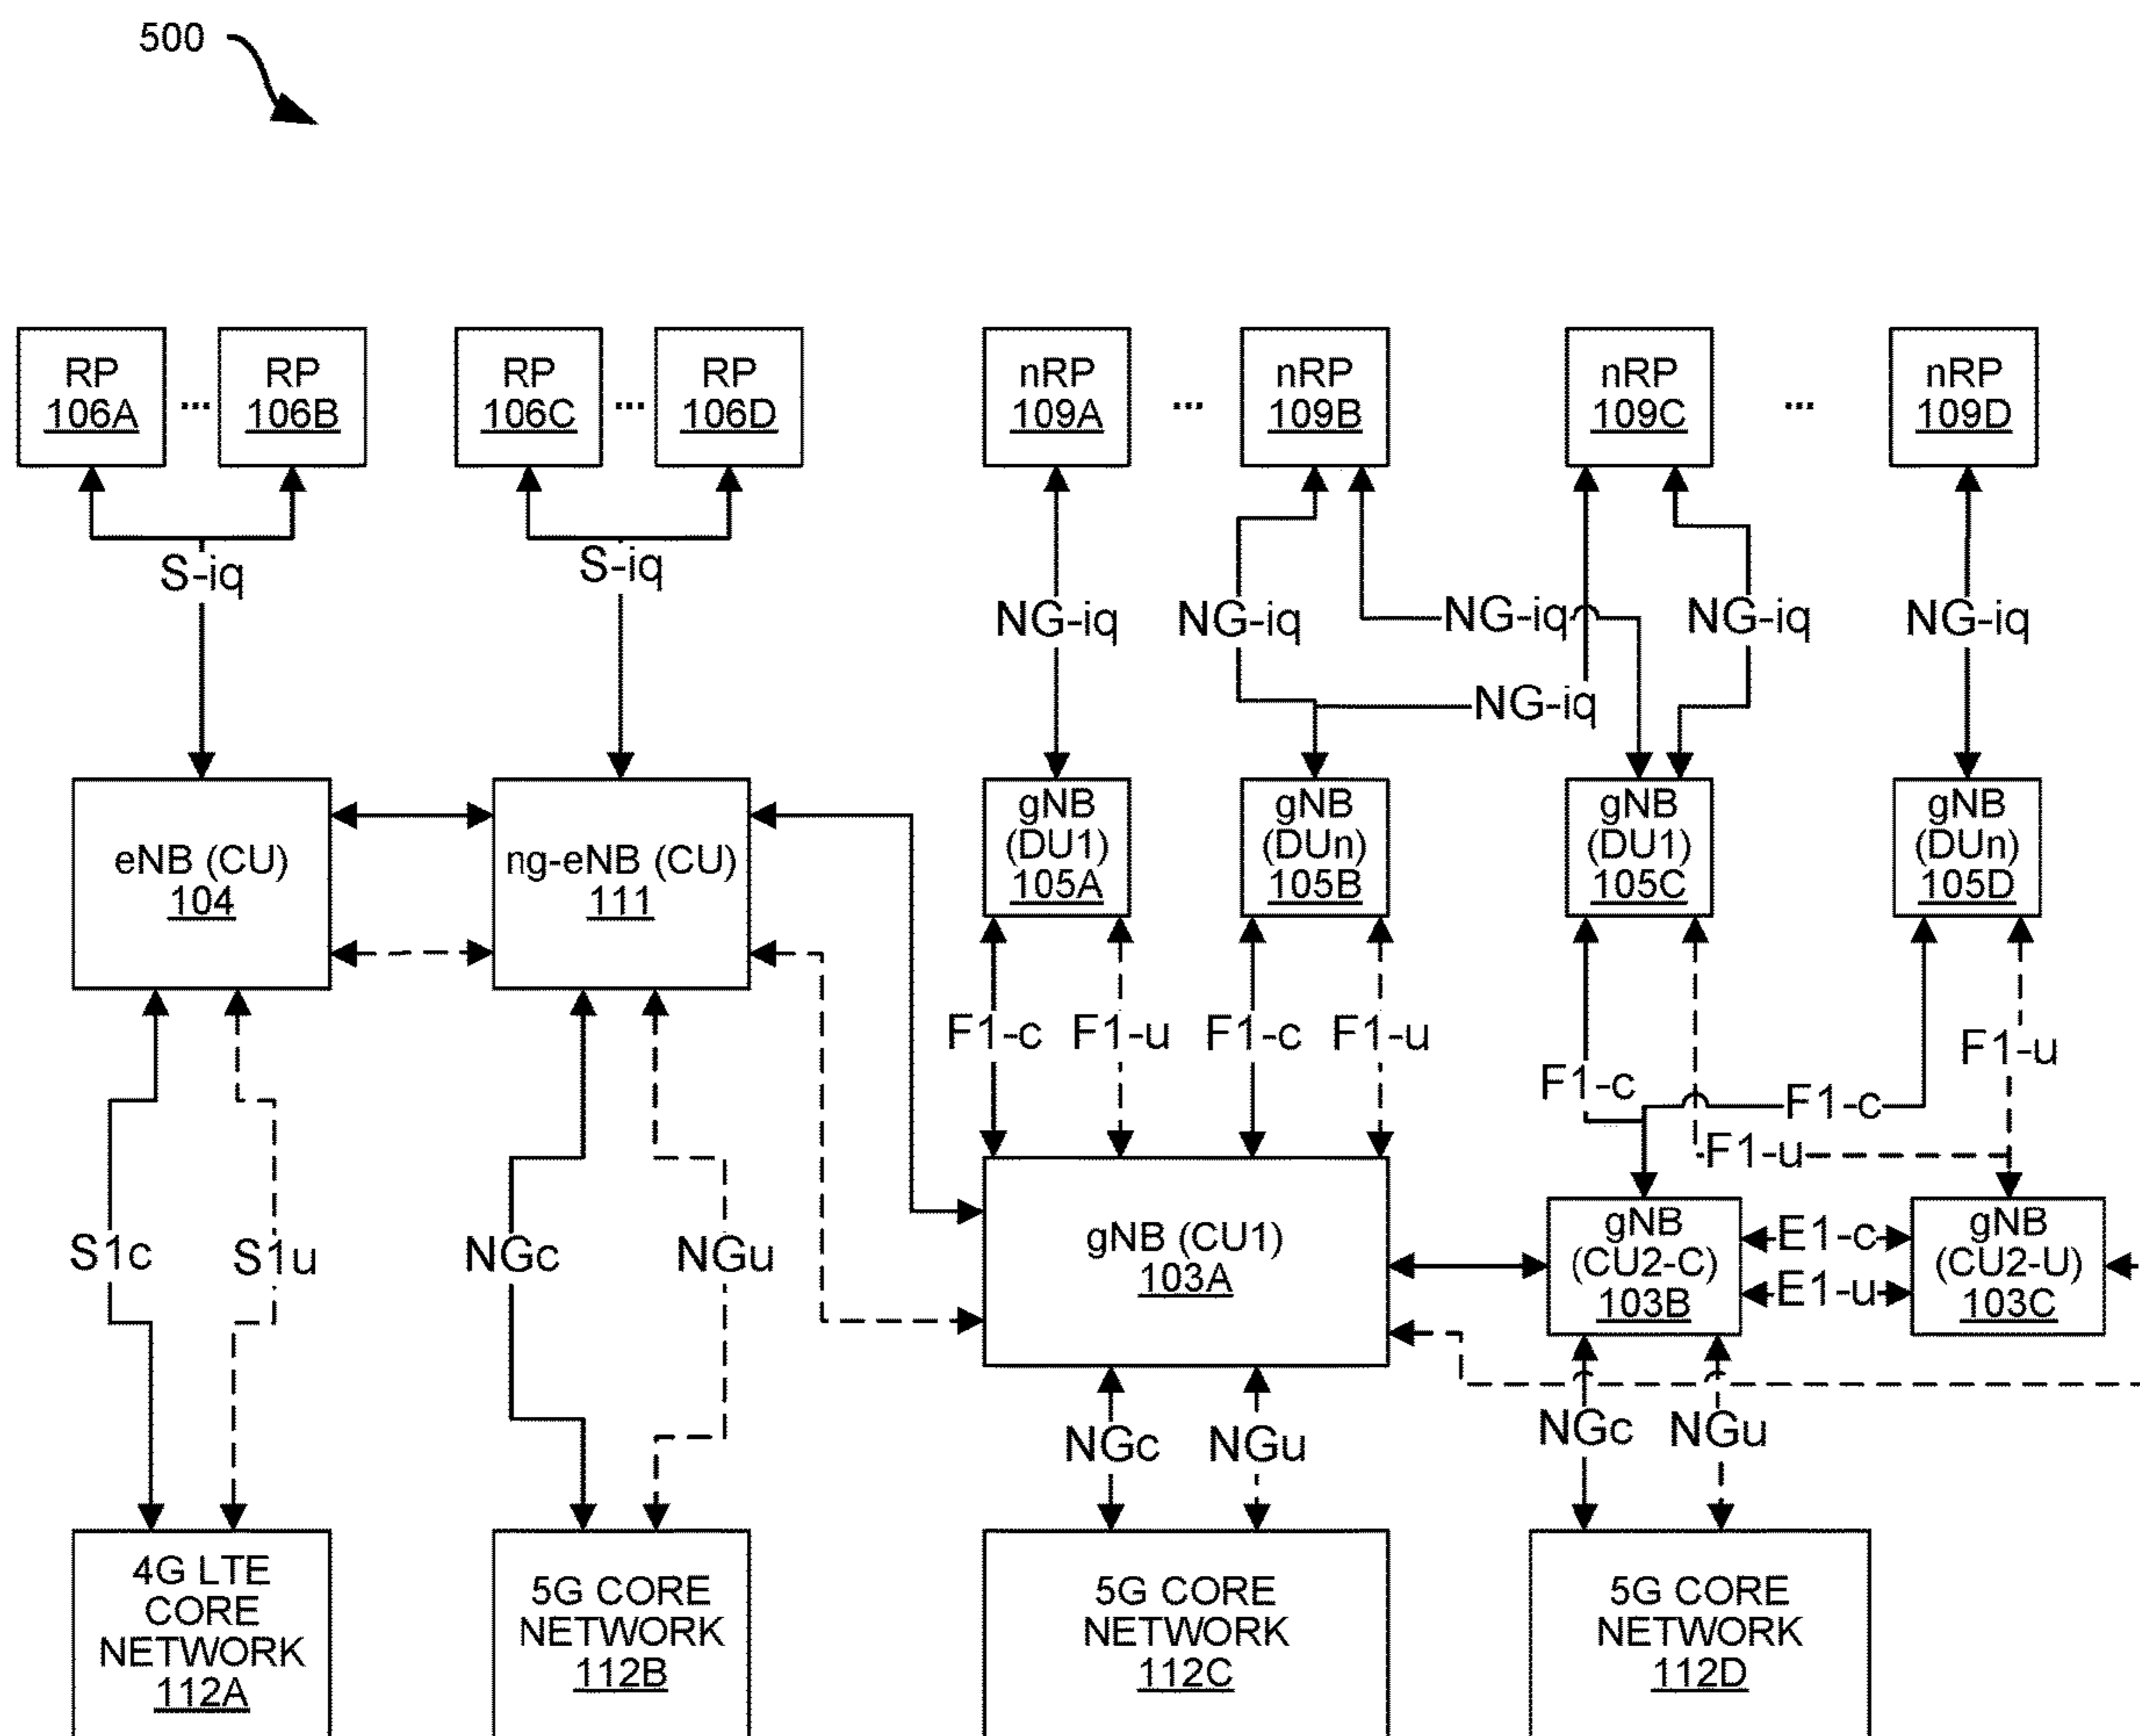 500
RP
106A
...
RP
106B
RP
106C
...
RP
106D
nRP
109A
...
nRP
109B
nRP
109C
...
nRP
109D
S-iq
S-iq
NG-iq
NG-iq
NG-iq
NG-iq
NG-iq
NG-iq
eNB (CU)
104
ng-eNB (CU)
111
gNB
(DU1)
105A
gNB
(DUn)
105B
gNB
(DU1)
105C
gNB
(DUn)
105D
F1-c
F1-u
F1-c
F1-u
F1-c
F1-u
F1-c
F1-u
S1c
S1u
NGc
NGu
gNB (CU1)
103A
gNB
(CU2-C)
103B
E1-c
E1-u
gNB
(CU2-U)
103C
NGc
NGu
NGc
NGu
4G LTE
CORE
NETWORK
112A
5G CORE
NETWORK
112B
5G CORE
NETWORK
112C
5G CORE
NETWORK
112D